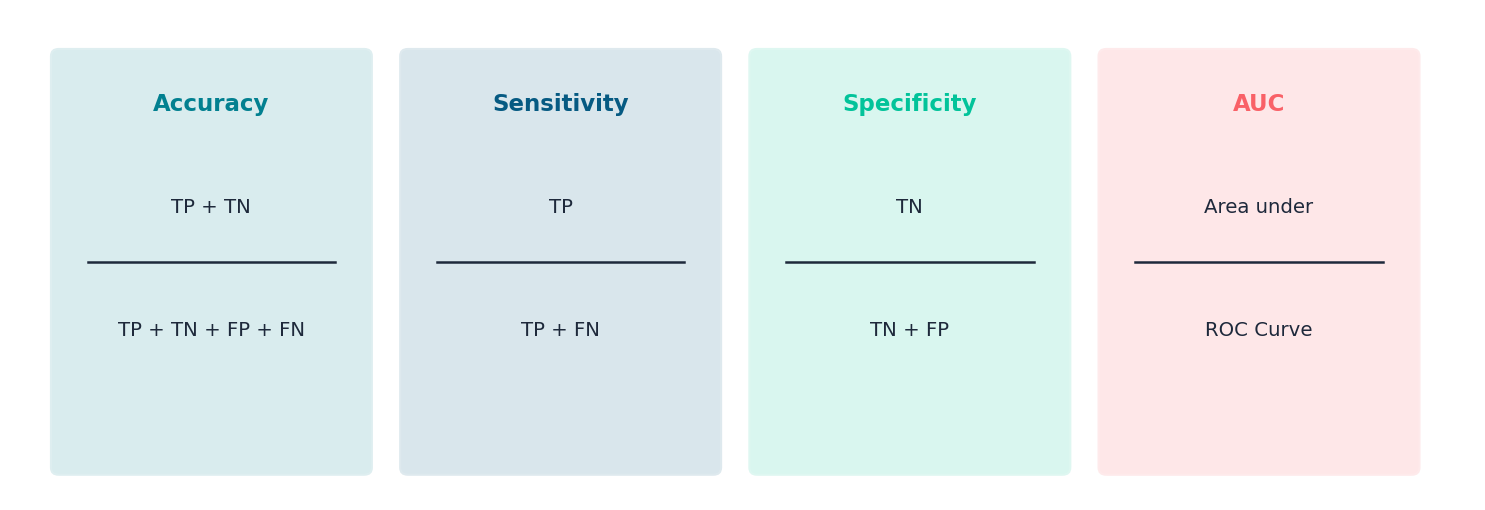 Accuracy
TP + TN
TP + TN + FP + FN
Sensitivity
TP
TP + FN
Specificity
TN
TN + FP
AUC
Area under
ROC Curve